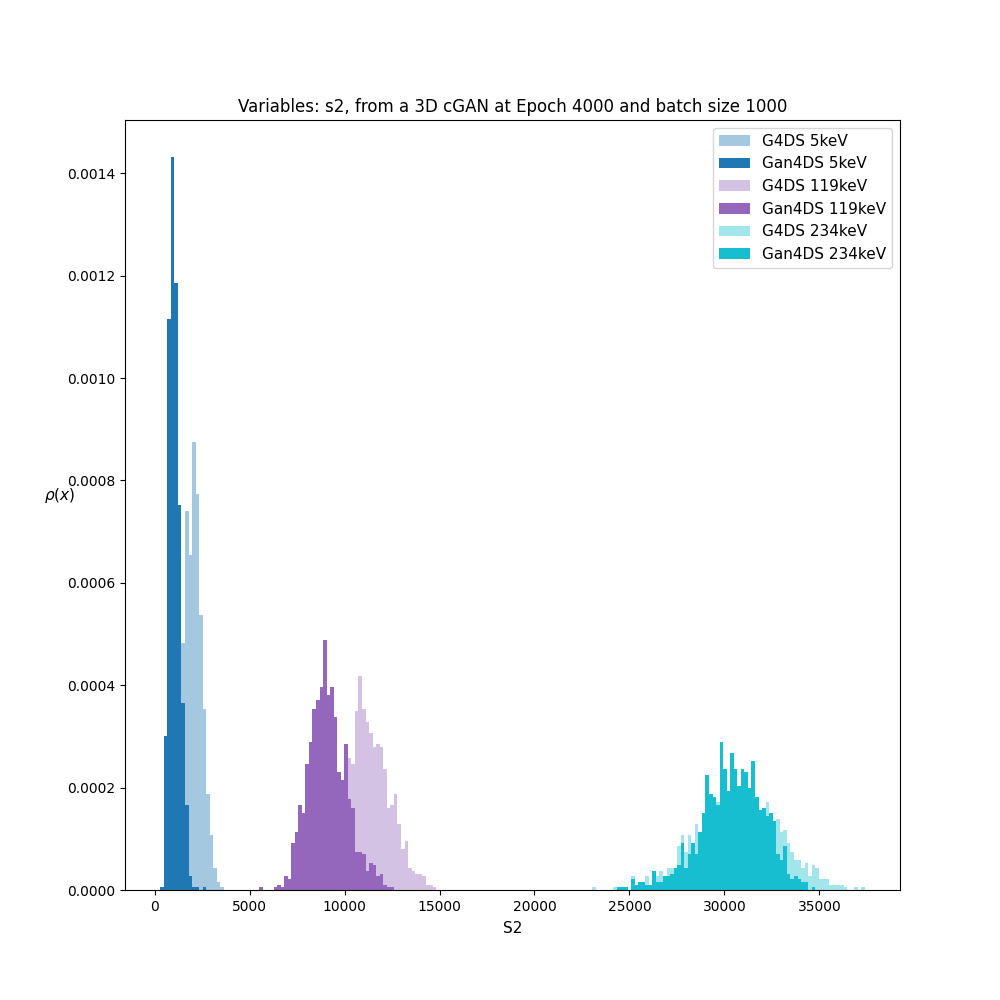 Variables: s2, from a 3D cGAN at Epoch 4000 and batch size 1000
G4DS 5keV
Gan4DS 5keV
G4DS 119keV
Gan4DS 119keV
G4DS 234keV
Gan4DS 234keV
0.0014
0.0012
0.0010
0.0008
ρ(x)
0.0006
0.0004
0.0002
0.0000
0 5000 10000 15000 20000 25000 30000 35000
S2